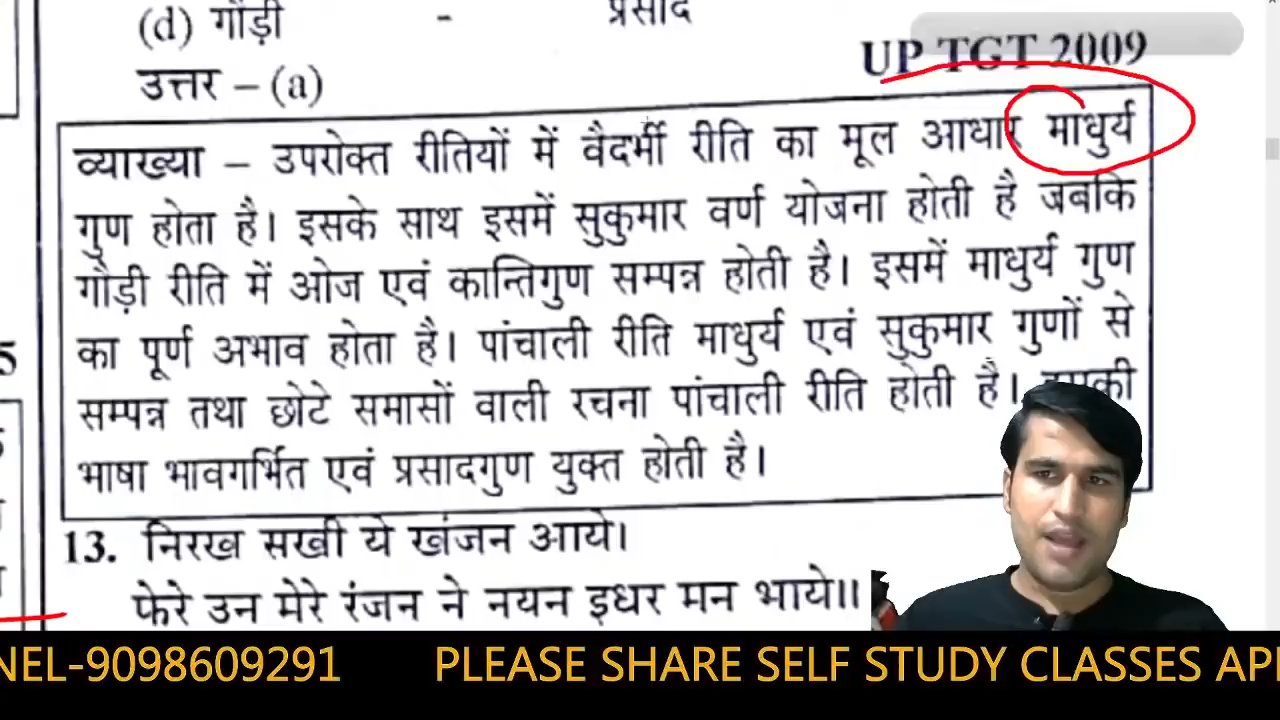 (d) गौड़ी - प्रसाद
UP TGT 2009
उत्तर – (a)
व्याख्या – उपरोक्त रीतियों में वैदर्भी रीति का मूल आधार माधुर्य
गुण होता है। इसके साथ इसमें सुकुमार वर्ण योजना होती है जबकि
गौड़ी रीति में ओज एवं कान्तिगुण सम्पन्न होती है। इसमें माधुर्य गुण
का पूर्ण अभाव होता है। पांचाली रीति माधुर्य एवं सुकुमार गुणों से
सम्पन्न तथा छोटे समासों वाली रचना पांचाली रीति होती है। इसकी
भाषा भावगर्भित एवं प्रसादगुण युक्त होती है।
13. निरख सखी ये खंजन आये।
फेरे उन मेरे रंजन ने नयन इधर मन भाये॥
5
NEL-9098609291 PLEASE SHARE SELF STUDY CLASSES AP